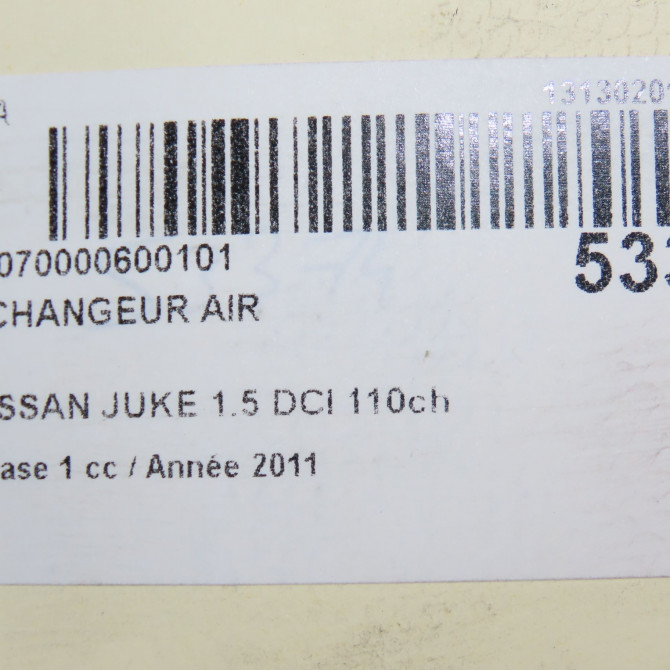 13130201
070000600101
533
CHANGEUR AIR
SSAN JUKE 1.5 DCI 110ch
ase 1 cc / Année 2011